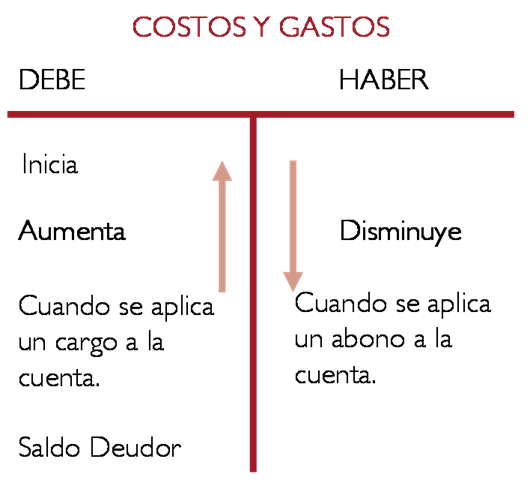 COSTOS Y GASTOS
DEBE
HABER
Inicia
Aumenta
Disminuye
Cuando se aplica
un cargo a la
cuenta.
Cuando se aplica
un abono a la
cuenta.
Saldo Deudor